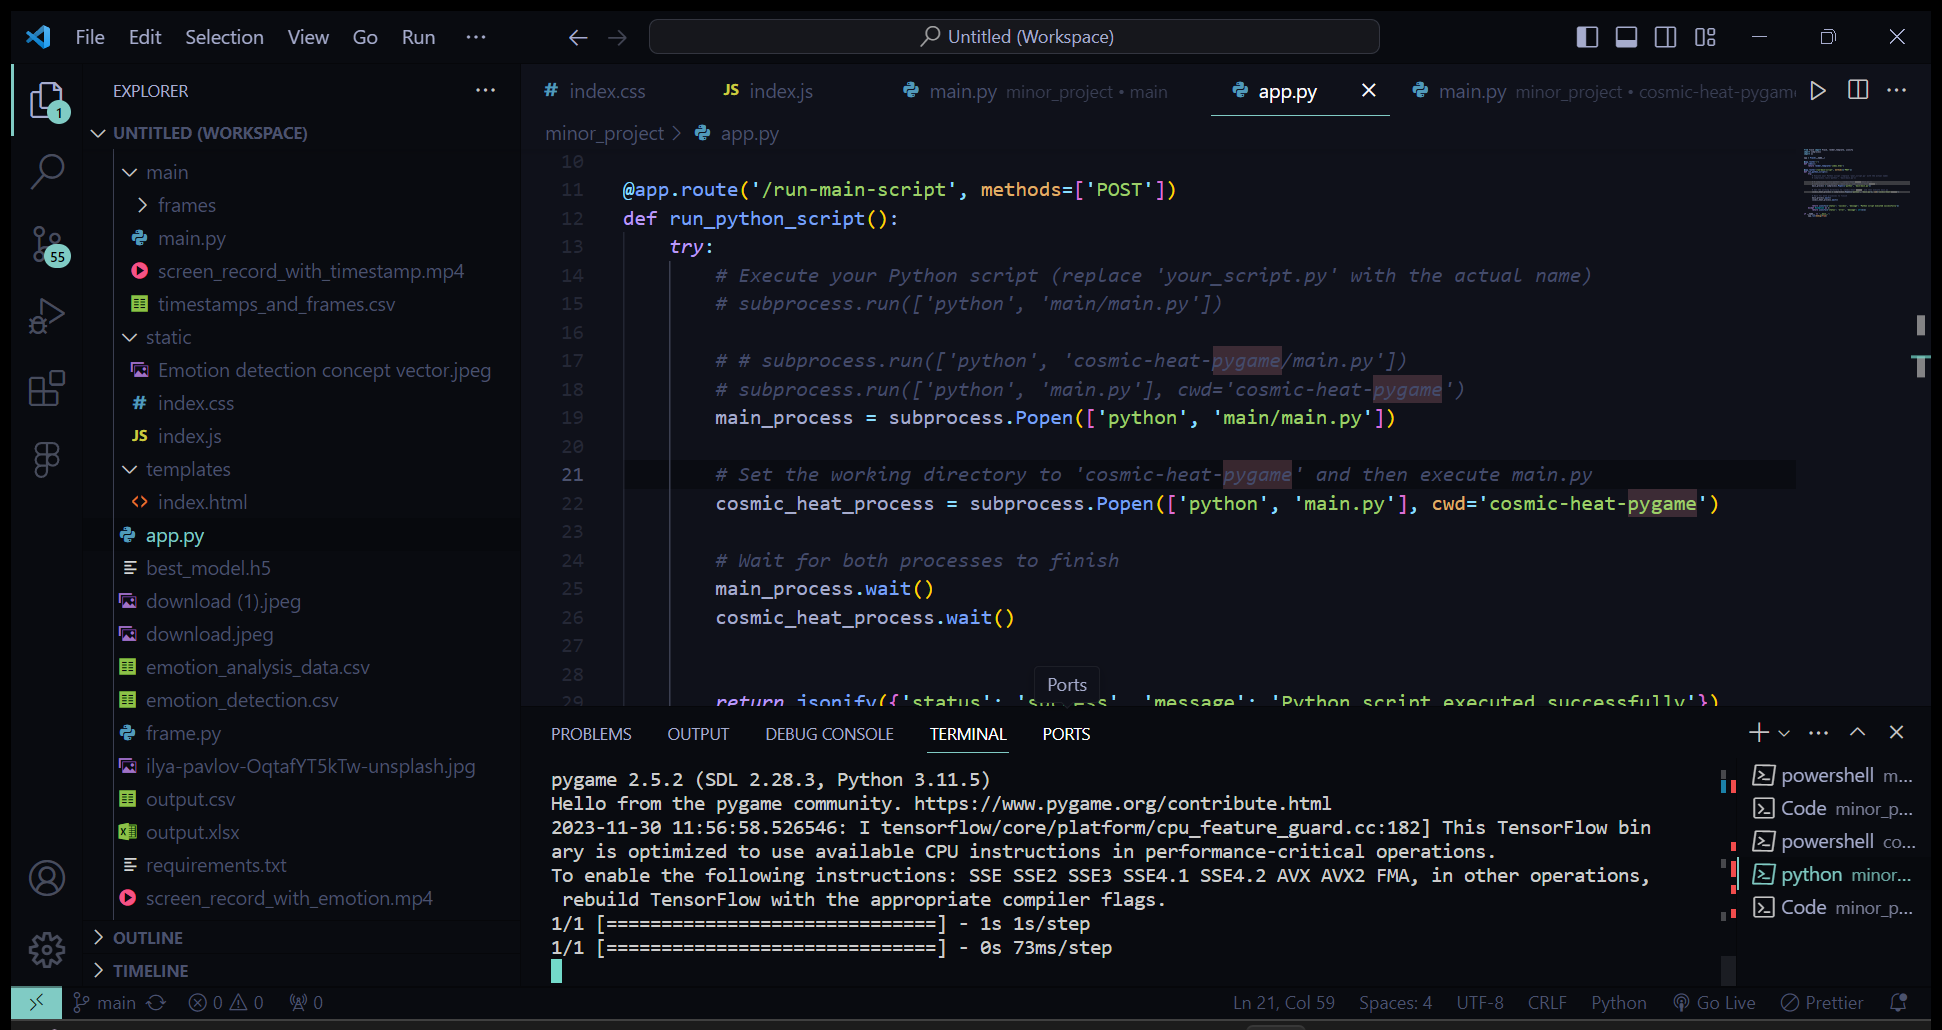 File Edit Selection View Go Run ...
Untitled (Workspace)
EXPLORER
1
UNTITLED (WORKSPACE)
main
frames
main.py
screen_record_with_timestamp.mp4
timestamps_and_frames.csv
static
Emotion detection concept vector.jpeg
# index.css
JS index.js
templates
<> index.html
app.py
best_model.h5
download (1).jpeg
download.jpeg
emotion_analysis_data.csv
emotion_detection.csv
frame.py
ilya-pavlov-OqtafYT5kTw-unsplash.jpg
output.csv
output.xlsx
requirements.txt
screen_record_with_emotion.mp4
OUTLINE
TIMELINE
55
# index.css JS index.js main.py minor_project • main app.py main.py minor_project • cosmic-heat-pygame
minor_project > app.py
10
11 @app.route('/run-main-script', methods=['POST'])
12 def run_python_script():
13 try:
14 # Execute your Python script (replace 'your_script.py' with the actual name)
15 # subprocess.run(['python', 'main/main.py'])
16
17 # # subprocess.run(['python', 'cosmic-heat-pygame/main.py'])
18 # subprocess.run(['python', 'main.py'], cwd='cosmic-heat-pygame')
19 main_process = subprocess.Popen(['python', 'main/main.py'])
20
21 # Set the working directory to 'cosmic-heat-pygame' and then execute main.py
22 cosmic_heat_process = subprocess.Popen(['python', 'main.py'], cwd='cosmic-heat-pygame')
23
24 # Wait for both processes to finish
25 main_process.wait()
26 cosmic_heat_process.wait()
27
28
29 return jsonify({'status': 'success', 'message': 'Python script executed successfully'})
Ports
PROBLEMS OUTPUT DEBUG CONSOLE TERMINAL PORTS
pygame 2.5.2 (SDL 2.28.3, Python 3.11.5)
Hello from the pygame community. https://www.pygame.org/contribute.html
2023-11-30 11:56:58.526546: I tensorflow/core/platform/cpu_feature_guard.cc:182] This TensorFlow bin
ary is optimized to use available CPU instructions in performance-critical operations.
To enable the following instructions: SSE SSE2 SSE3 SSE4.1 SSE4.2 AVX AVX2 FMA, in other operations,
rebuild TensorFlow with the appropriate compiler flags.
1/1 [==============================] - 1s 1s/step
1/1 [==============================] - 0s 73ms/step
powershell m...
Code minor_p...
powershell co...
python minor...
Code minor_p...
main 0 0 0 Ln 21, Col 59 Spaces: 4 UTF-8 CRLF Python Go Live Prettier